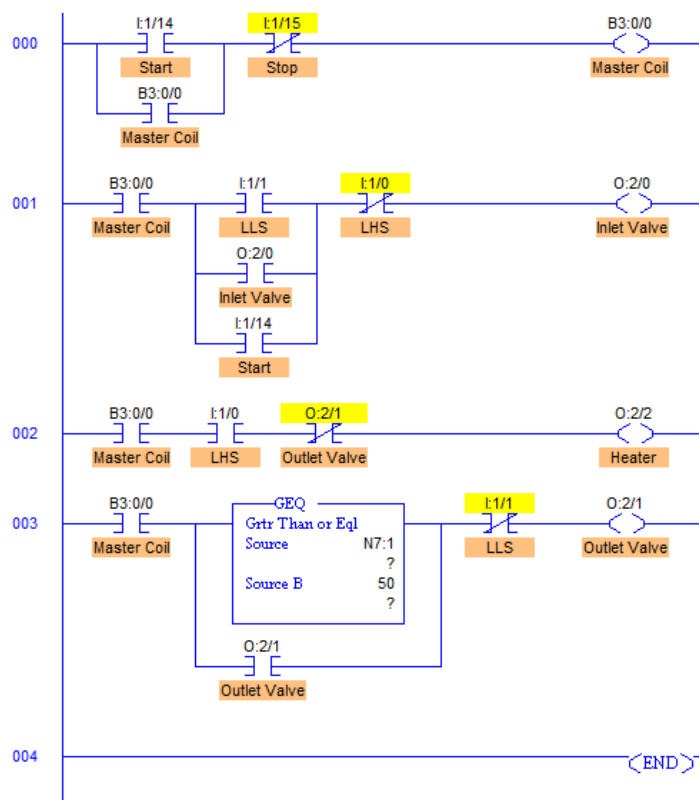 I:1/14 I:1/15 B3:0/0
000
Start Stop Master Coil
B3:0/0
Master Coil
B3:0/0 I:1/1 I:1/0 O:2/0
001
Master Coil LLS LHS Inlet Valve
O:2/0
Inlet Valve
I:1/14
Start
B3:0/0 I:1/0 O:2/1 O:2/2
002
Master Coil LHS Outlet Valve Heater
B3:0/0 GEQ I:1/1 O:2/1
003 Grtr Than or Eql
Master Coil Source N7:1 LLS Outlet Valve
?
Source B 50
?
O:2/1
Outlet Valve
004 END